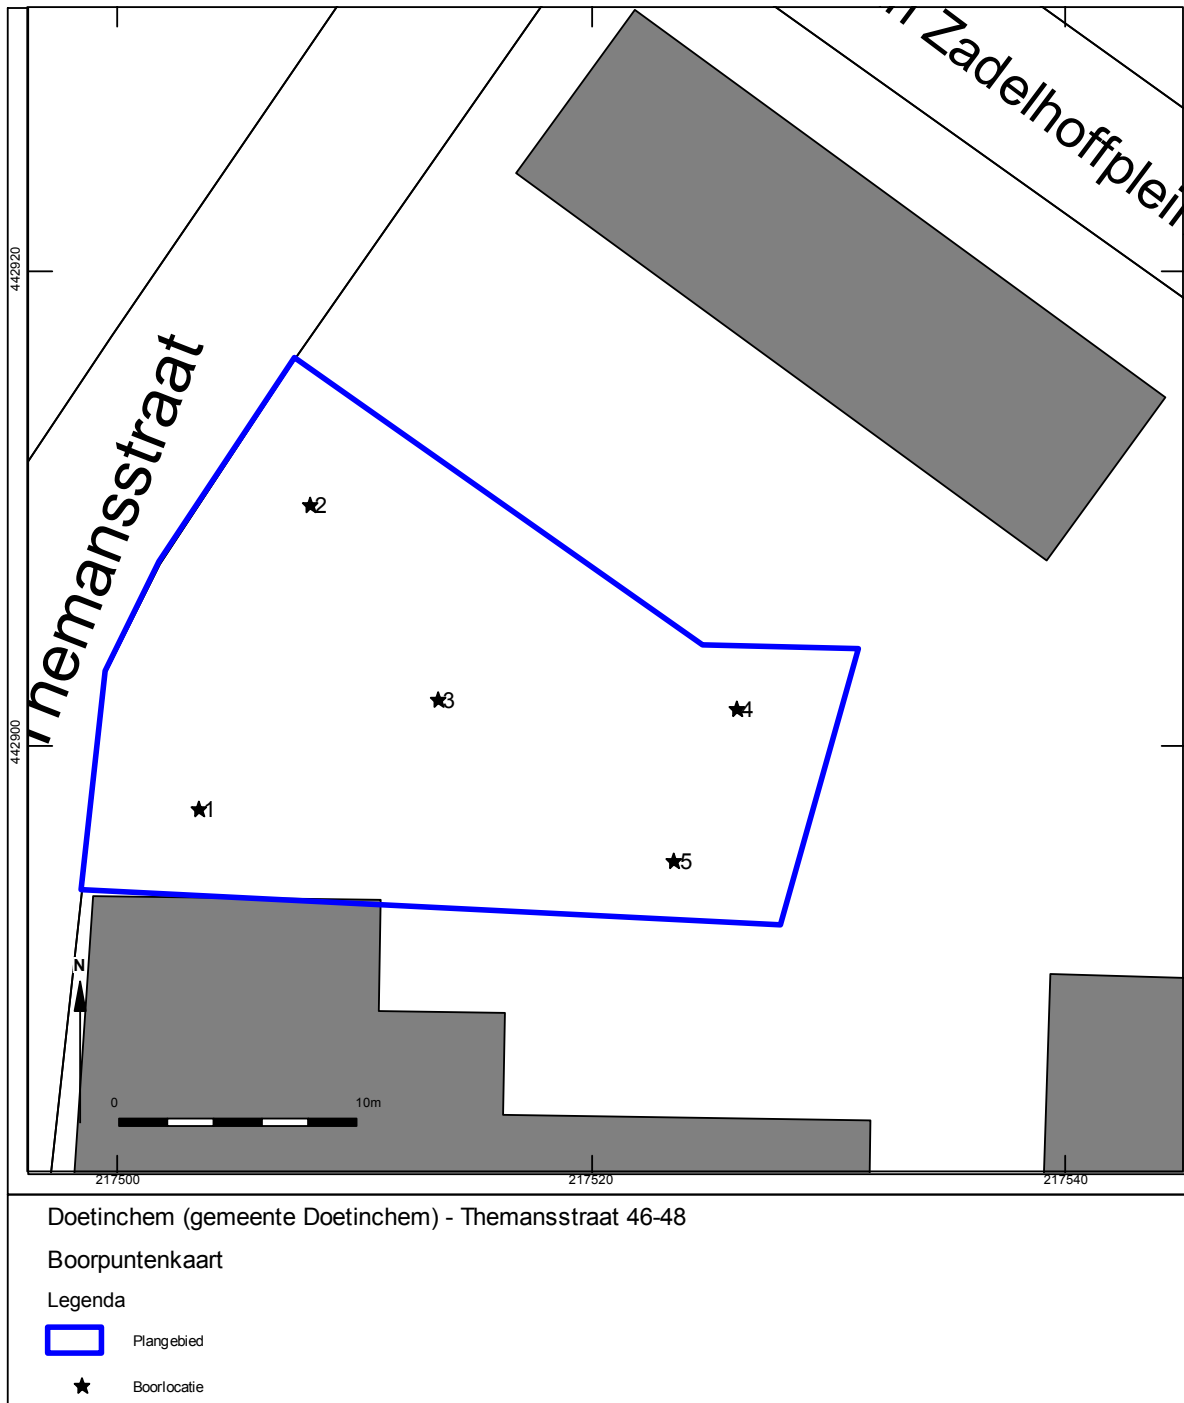 n Zadelhoffplein
442920
Themansstraat
2
3
4
442900
1
5
N
0 10m
217500 217520 217540
Doetinchem (gemeente Doetinchem) - Themansstraat 46-48
Boorpuntenkaart
Legenda
Plangebied
Boorlocatie